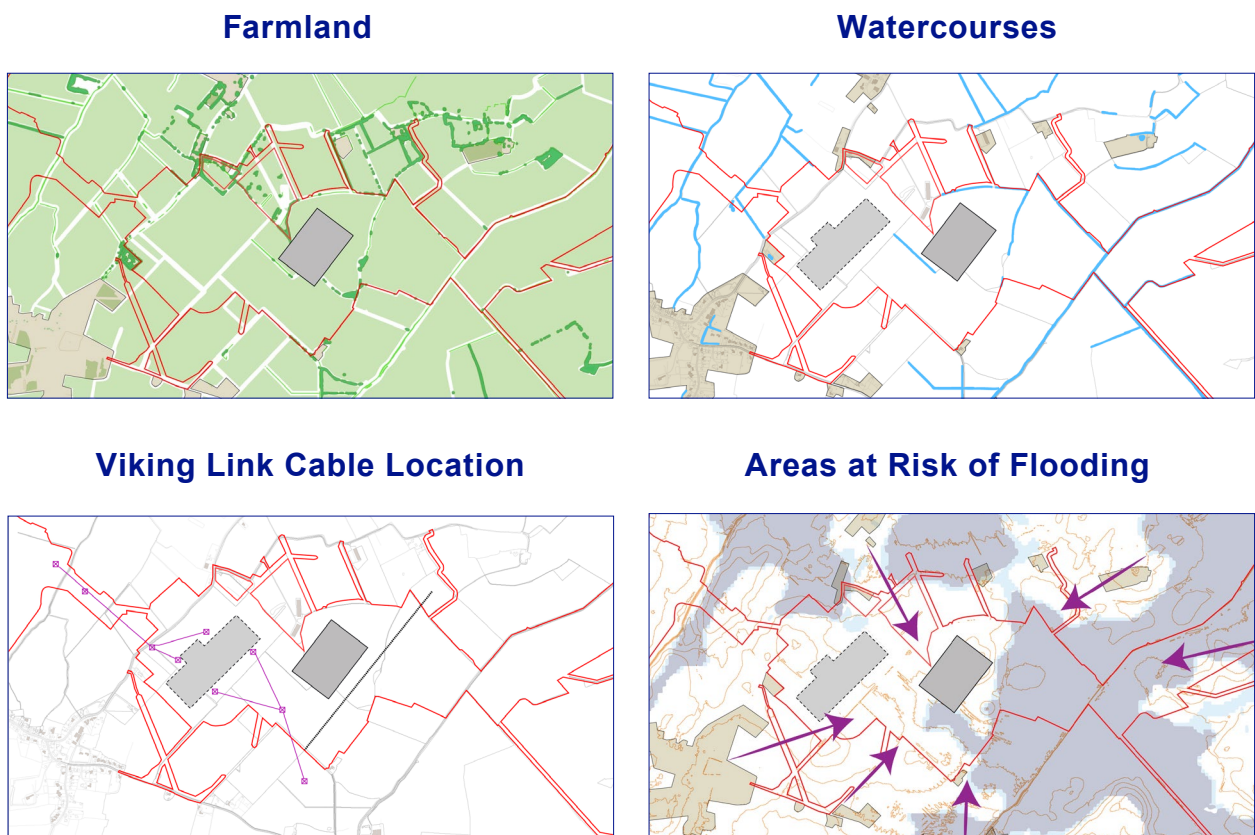 Farmland
Watercourses
Viking Link Cable Location
Areas at Risk of Flooding